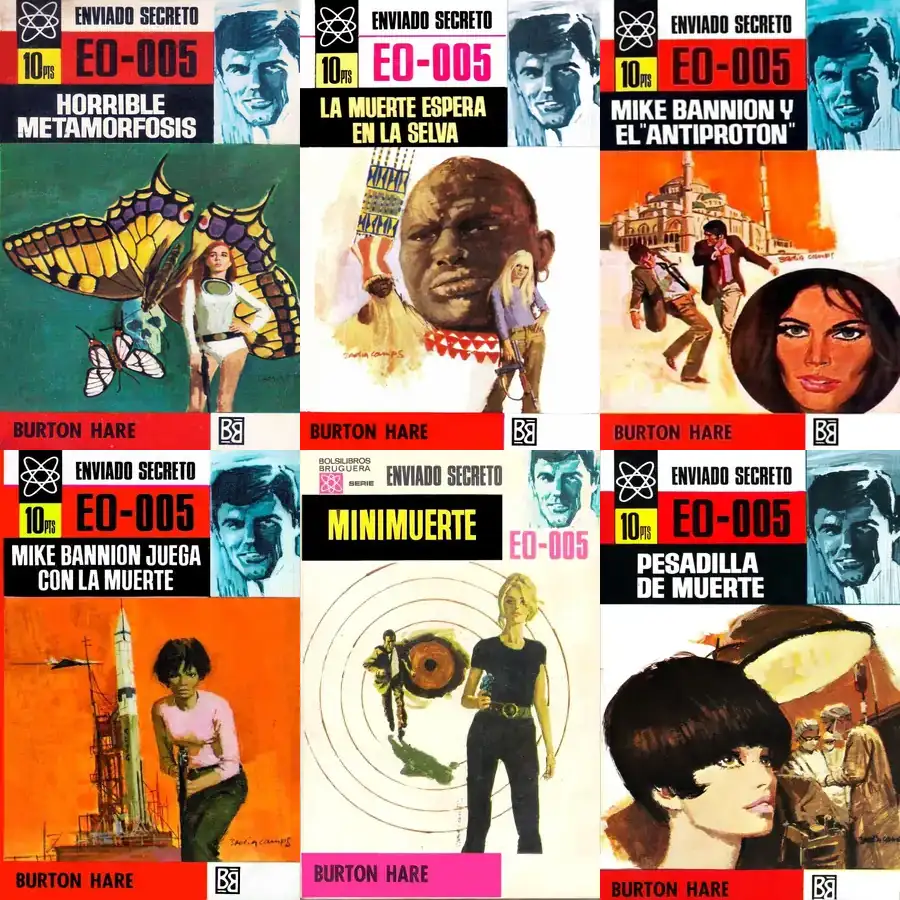 ENVIADO SECRETO
10 PTS
EO-005
HORRIBLE
METAMORFOSIS
BURTON HARE
B
ENVIADO SECRETO
10 PTS
EO-005
LA MUERTE ESPERA
EN LA SELVA
SADIA CAMPS
BURTON HARE
B
ENVIADO SECRETO
10 PTS
EO-005
MIKE BANNION Y
EL "ANTIPROTON"
BURTON HARE
B
ENVIADO SECRETO
10 PTS
EO-005
MIKE BANNION JUEGA
CON LA MUERTE
BURTON HARE
B
BOLSILIBROS
BRUGUERA
SERIE
ENVIADO SECRETO
MINIMUERTE
EO-005
BURTON HARE
ENVIADO SECRETO
10 PTS
EO-005
PESADILLA
DE MUERTE
BURTON HARE
B